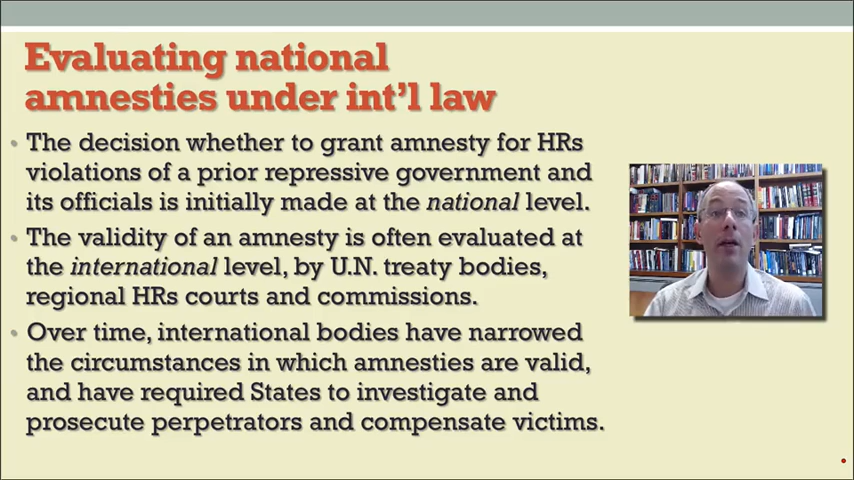 Evaluating national
amnesties under int'l law
• The decision whether to grant amnesty for HRs
violations of a prior repressive government and
its officials is initially made at the national level.
• The validity of an amnesty is often evaluated at
the international level, by U.N. treaty bodies,
regional HRs courts and commissions.
• Over time, international bodies have narrowed
the circumstances in which amnesties are valid,
and have required States to investigate and
prosecute perpetrators and compensate victims.